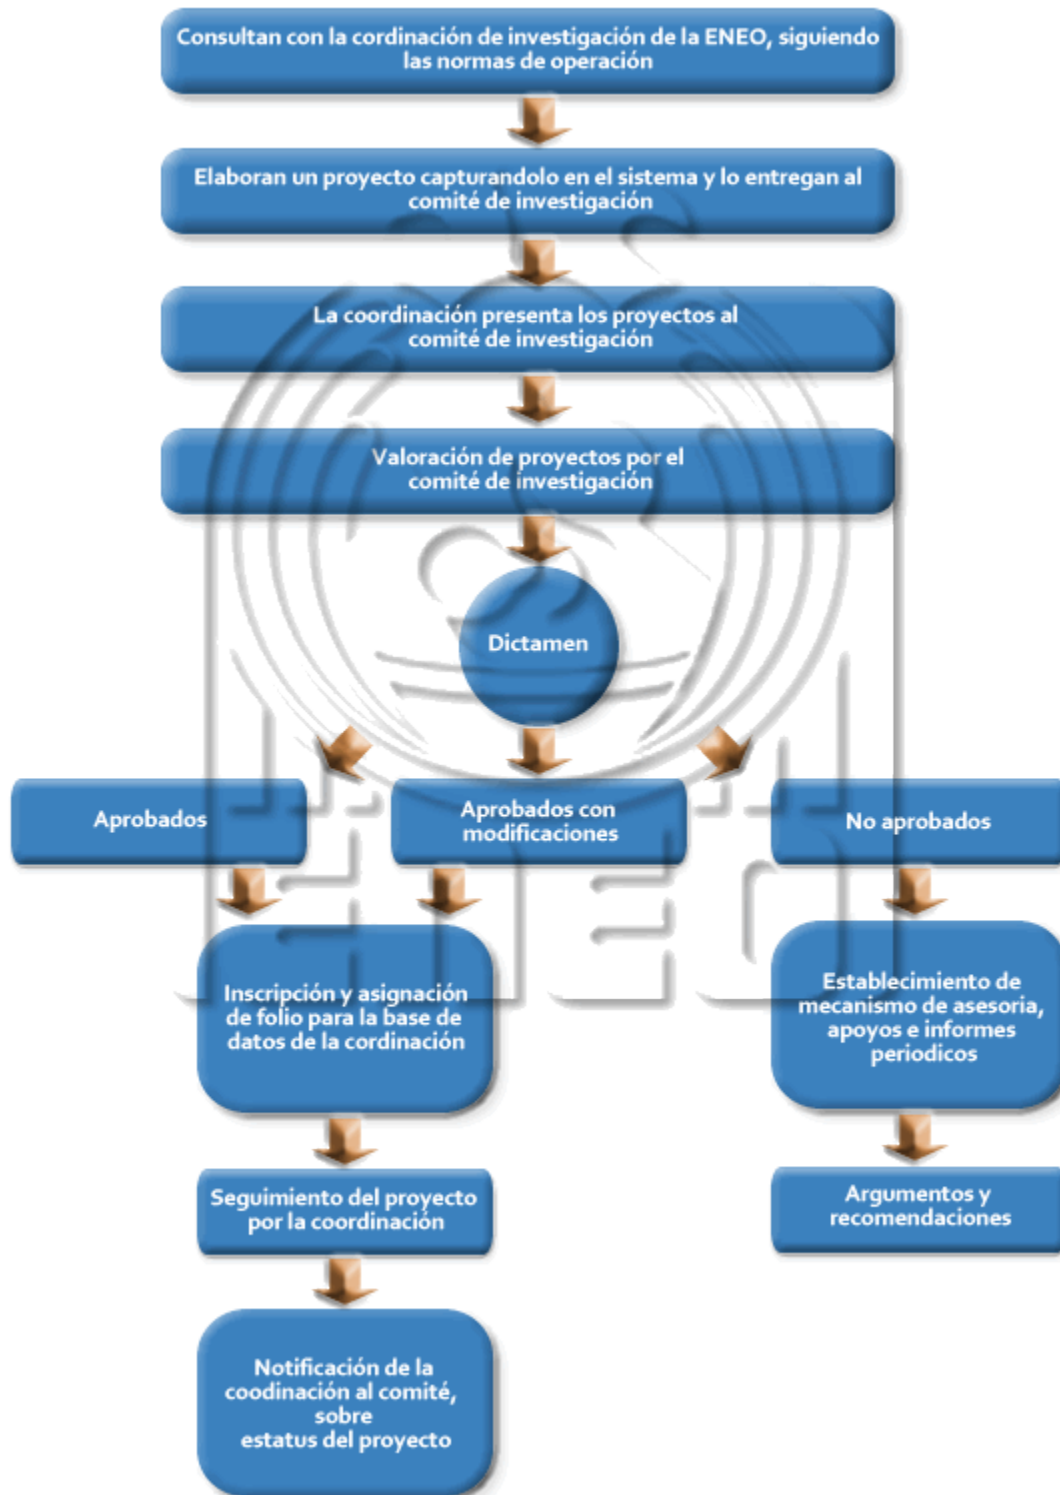 Consultan con la cordinación de investigación de la ENEO, siguiendo
las normas de operación
Elaboran un proyecto capturandolo en el sistema y lo entregan al
comité de investigación
La coordinación presenta los proyectos al
comité de investigación
Valoración de proyectos por el
comité de investigación
Dictamen
Aprobados
Aprobados con
modificaciones
No aprobados
Inscripción y asignación
de folio para la base de
datos de la cordinación
Establecimiento de
mecanismo de asesoria,
apoyos e informes
periodicos
Seguimiento del proyecto
por la coordinación
Argumentos y
recomendaciones
Notificación de la
coodinación al comité,
sobre
estatus del proyecto
ENEO